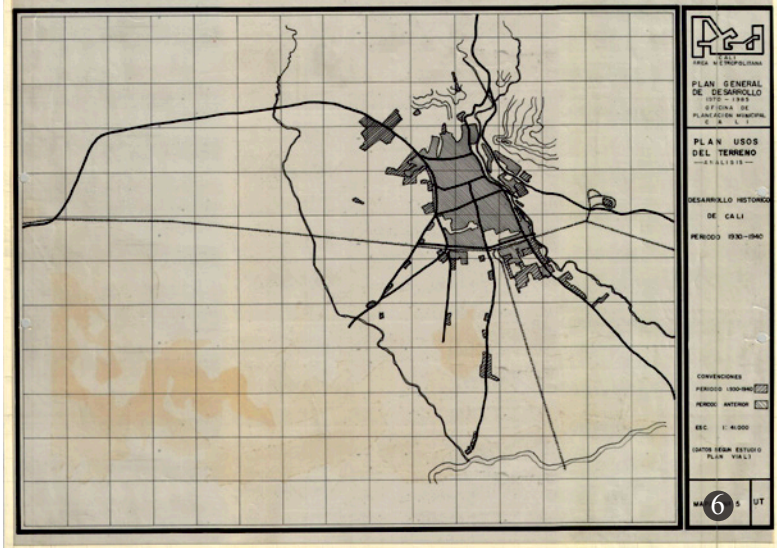 CALI
AREA METROPOLITANA
PLAN GENERAL
DE DESARROLLO
1970 - 1985
OFICINA DE
PLANEACION MUNICIPAL
CALI
PLAN USOS
DEL TERRENO
—ANALISIS—
DESARROLLO HISTORICO
DE CALI
PERIODO 1930-1940
CONVENCIONES
PERIODO 1930-1940
PERIODO ANTERIOR
ESC. 1: 41.000
(DATOS SEGUN ESTUDIO
PLAN VIAL)
6 5 UT